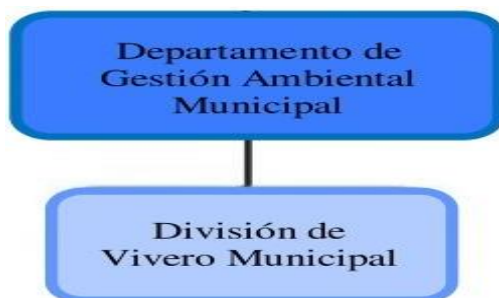 Departamento de
Gestión Ambiental
Municipal
División de
Vivero Municipal